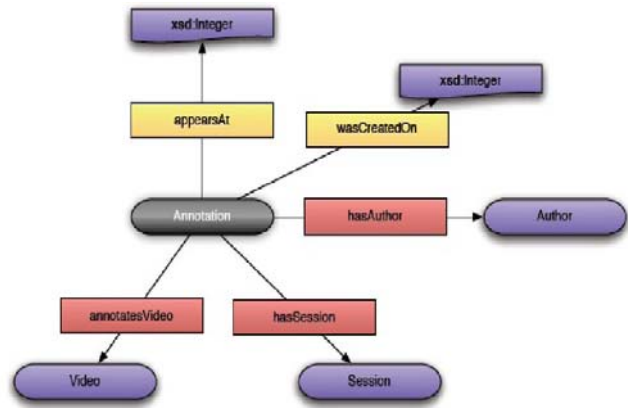 xsd:Integer
xsd:Integer
appearsAt
wasCreatedOn
Annotation
hasAuthor
Author
annotatesVideo
hasSession
Video
Session